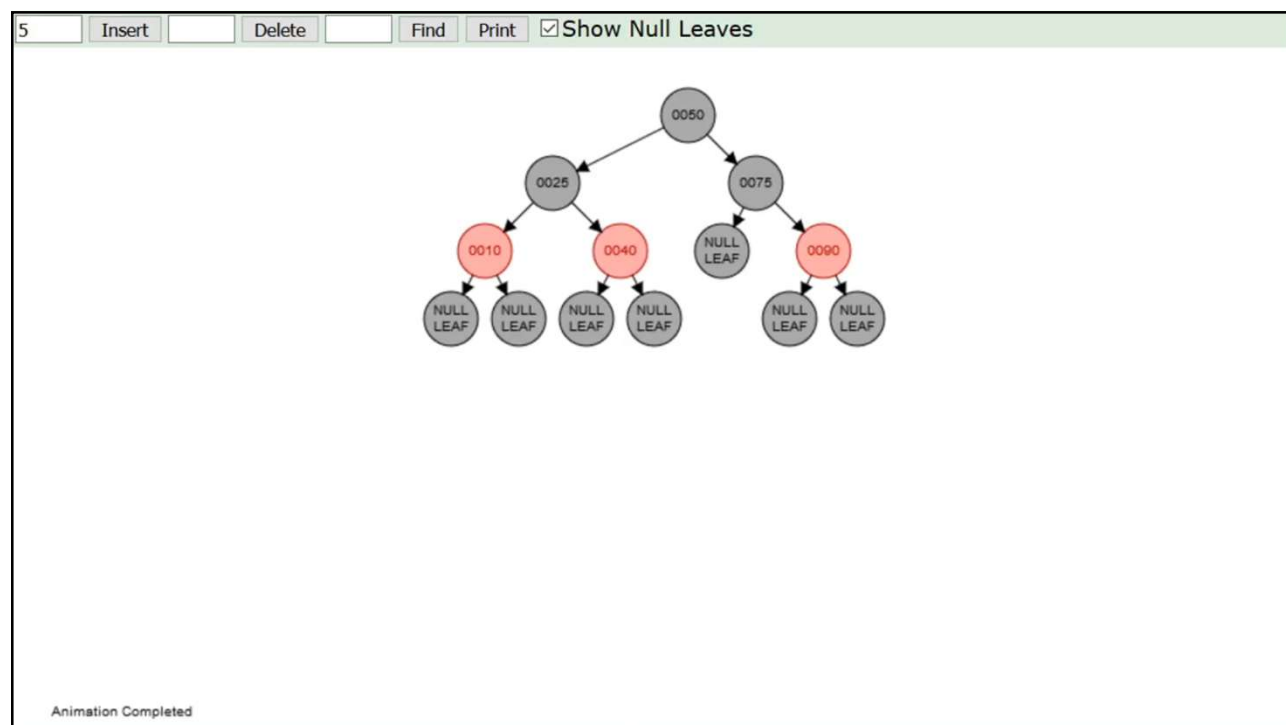 5 Insert Delete Find Print Show Null Leaves
0050
0025 0075
0010 0040 NULL LEAF 0090
NULL LEAF NULL LEAF NULL LEAF NULL LEAF NULL LEAF NULL LEAF
Animation Completed